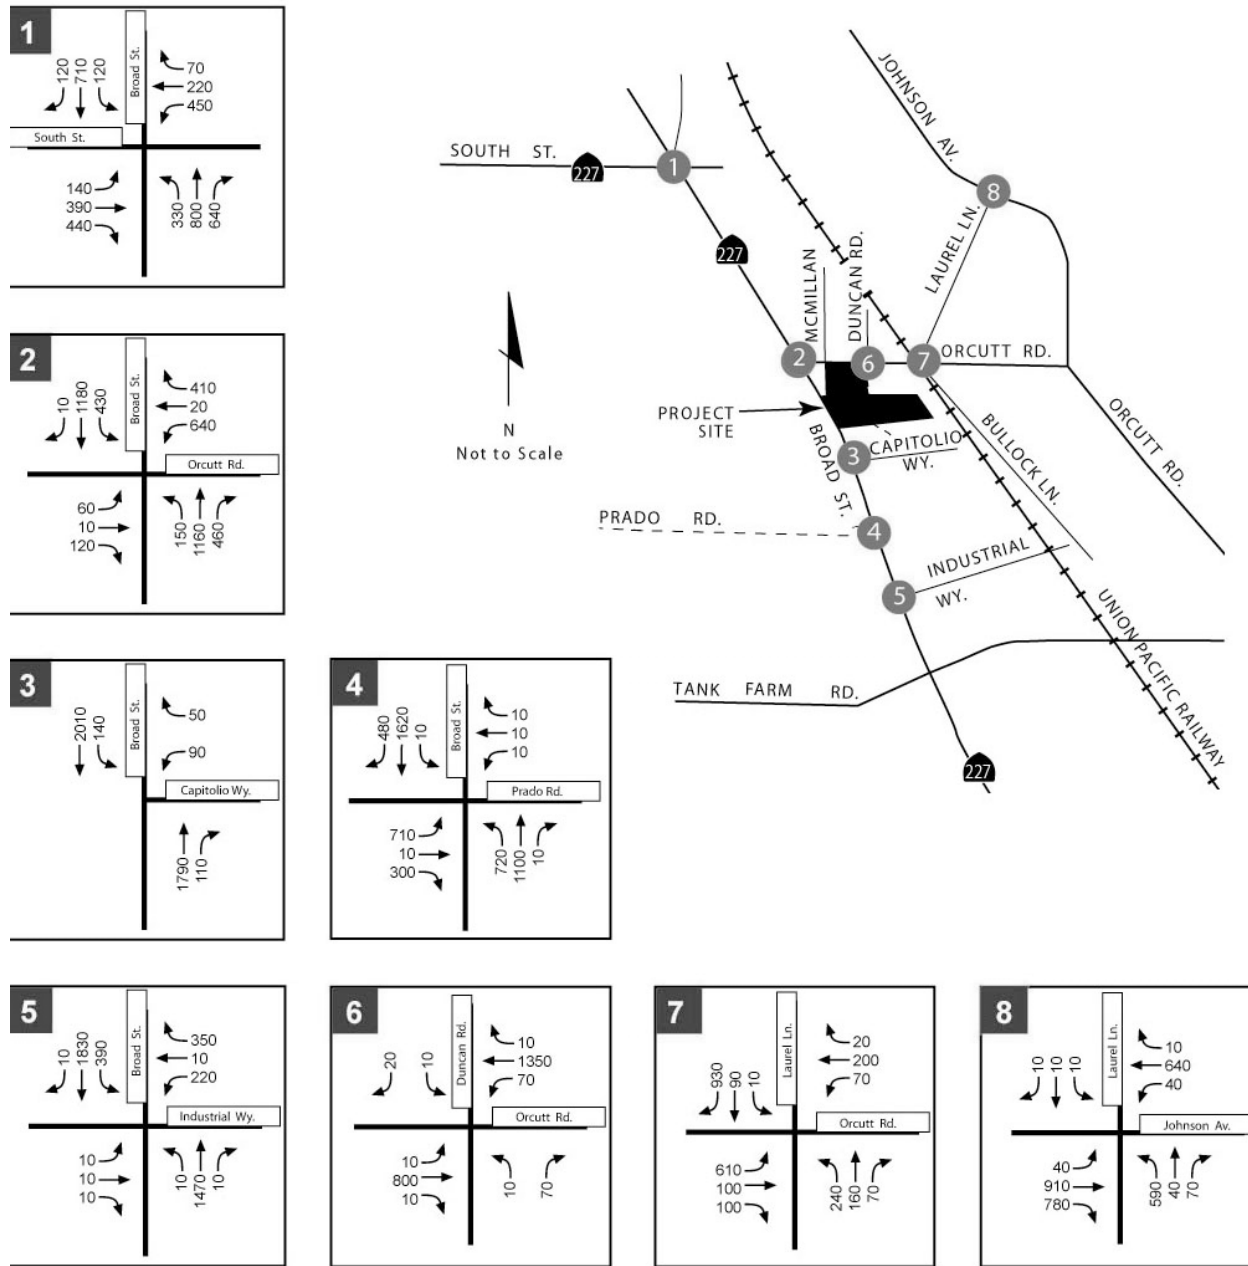 1
Broad St.
120
710
120
70
220
450
South St.
140
390
440
330
800
640
2
Broad St.
10
1180
430
410
20
640
Orcutt Rd.
60
10
120
150
1160
460
3
Broad St.
2010
140
50
90
Capitolio Wy.
1790
110
4
Broad St.
480
1620
10
10
10
10
Prado Rd.
710
10
300
720
1100
10
5
Broad St.
10
1830
390
350
10
220
Industrial Wy.
10
10
10
10
1470
10
6
Duncan Rd.
20
10
10
1350
70
Orcutt Rd.
10
800
10
10
70
7
Laurel Ln.
930
90
10
20
200
70
Orcutt Rd.
610
100
100
240
160
70
8
Laurel Ln.
10
10
10
10
640
40
Johnson Av.
40
910
780
590
40
70
SOUTH ST.
227
1
JOHNSON AV.
8
LAUREL LN.
227
MCMILLAN
DUNCAN RD.
2
6
7
ORCUTT RD.
N
Not to Scale
PROJECT
SITE
BROAD ST.
3
CAPITOLIO
WY.
BULLOCK LN.
ORCUTT RD.
PRADO RD.
4
INDUSTRIAL
WY.
5
UNION PACIFIC RAILWAY
TANK FARM RD.
227